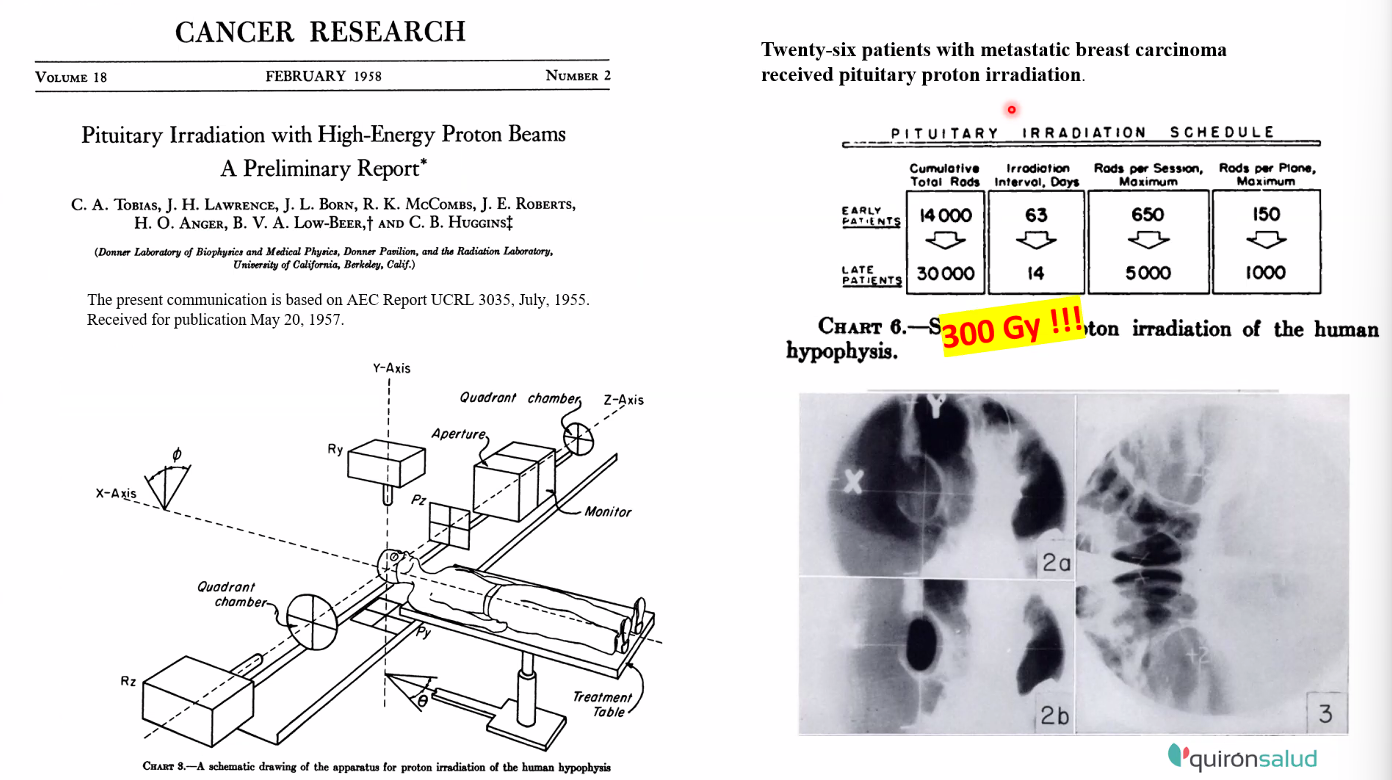 CANCER RESEARCH
VOLUME 18 FEBRUARY 1958 NUMBER 2
Pituitary Irradiation with High-Energy Proton Beams
A Preliminary Report*
C. A. TOBIAS, J. H. LAWRENCE, J. L. BORN, R. K. MCCOMBS, J. E. ROBERTS,
H. O. ANGER, B. V. A. LOW-BEER,† AND C. B. HUGGINS‡
(Donner Laboratory of Biophysics and Medical Physics, Donner Pavilion, and the Radiation Laboratory,
University of California, Berkeley, Calif.)
The present communication is based on AEC Report UCRL 3035, July, 1955.
Received for publication May 20, 1957.
Y-Axis
Quadrant chamber
Z-Axis
Aperture
Ry
ϕ
X-Axis
Pz
Monitor
Quadrant
chamber
Py
Rz
θ
Treatment
Table
CHART 3.—A schematic drawing of the apparatus for proton irradiation of the human hypophysis
Twenty-six patients with metastatic breast carcinoma
received pituitary proton irradiation.
PITUITARY IRRADIATION SCHEDULE
Cumulative Irradiation Rads per Session, Rads per Plane,
Total Rads Interval, Days Maximum Maximum
EARLY
PATIENTS 14000 63 650 150
LATE
PATIENTS 30000 14 5000 1000
300 Gy !!!
CHART 6.—S ton irradiation of the human
hypophysis.
Y
X
2a
2b
+2
+2
3
quirónsalud